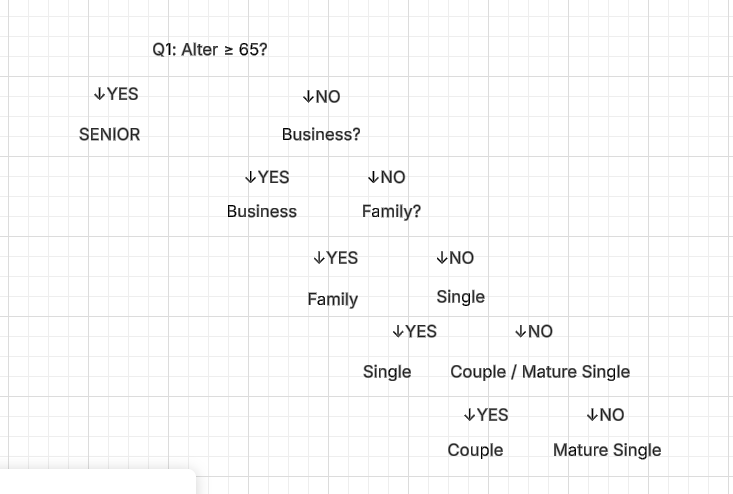 Q1: Alter ≥ 65?
↓YES ↓NO
SENIOR Business?
↓YES ↓NO
Business Family?
↓YES ↓NO
Family Single
↓YES ↓NO
Single Couple / Mature Single
↓YES ↓NO
Couple Mature Single